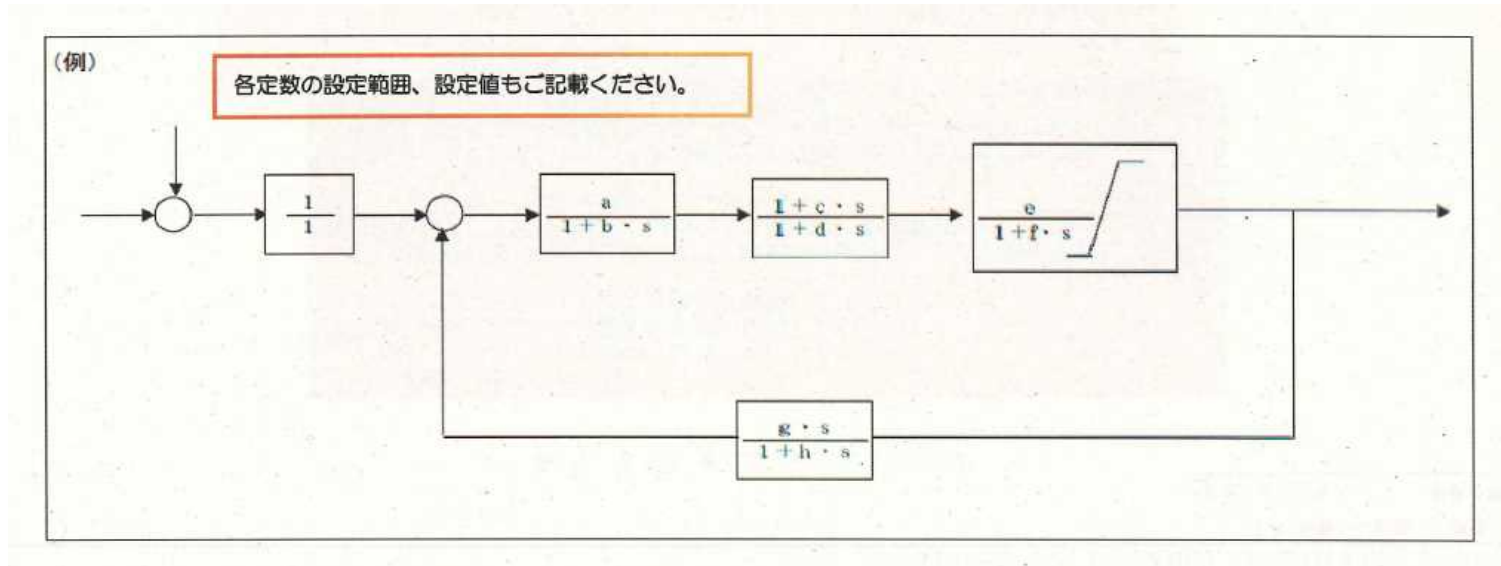 (例)
各定数の設定範囲、設定値もご記載ください。
1
1
a
1+b・s
1+c・s
1+d・s
e
1+f・s
g・s
1+h・s